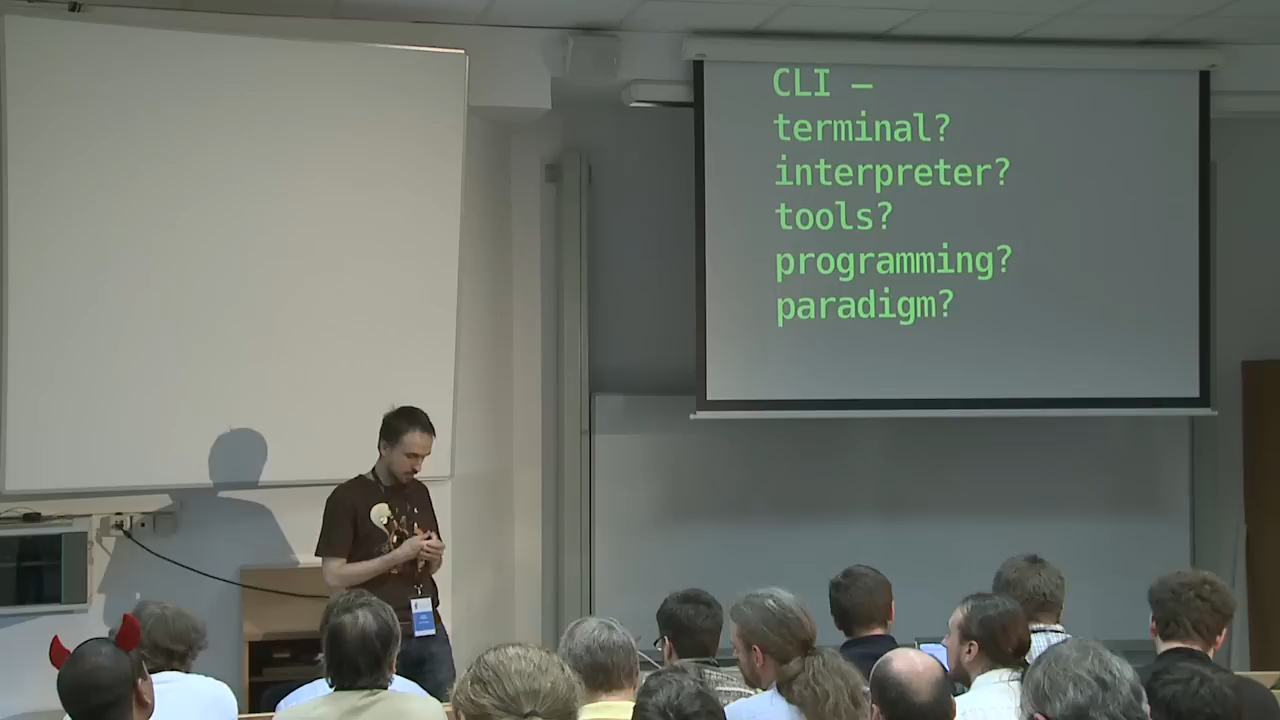 CLI –
terminal?
interpreter?
tools?
programming?
paradigm?